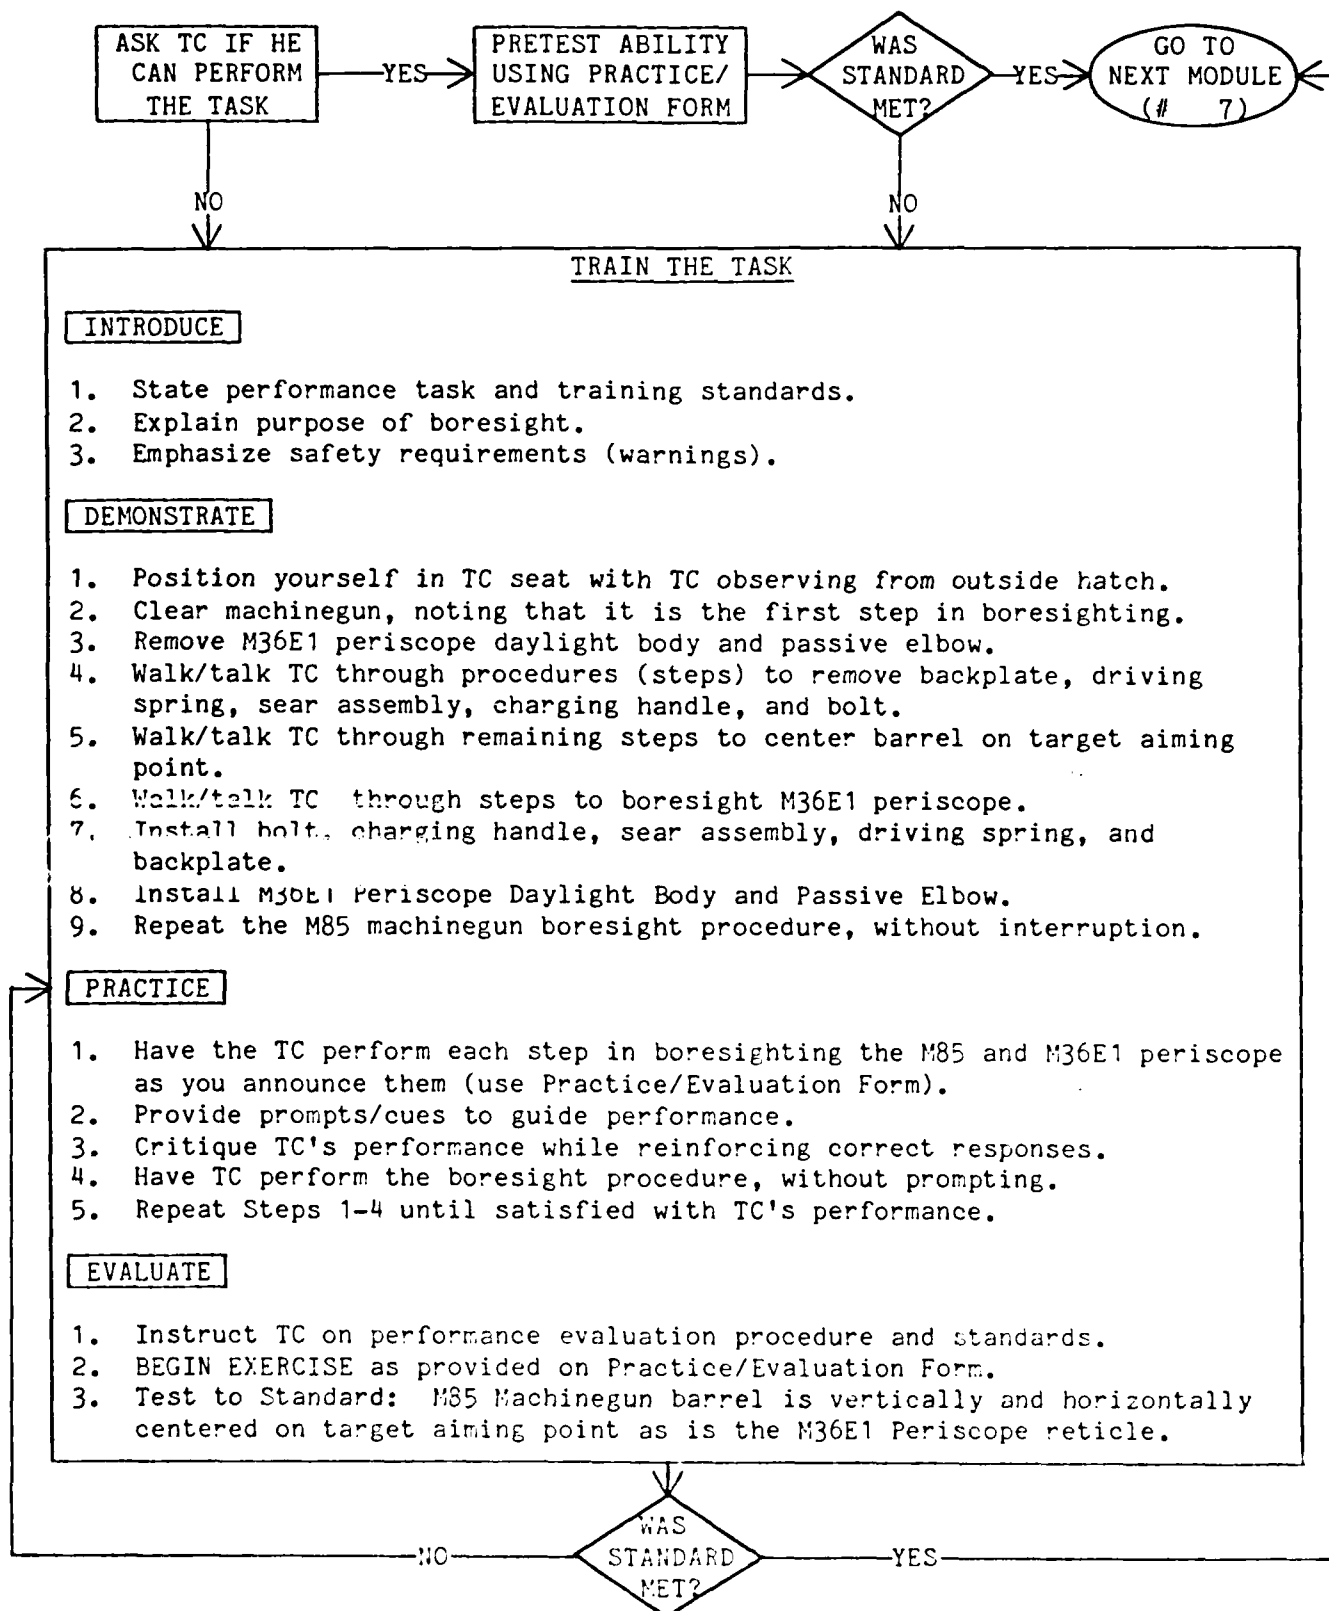 ASK TC IF HE
CAN PERFORM
THE TASK
YES
PRETEST ABILITY
USING PRACTICE/
EVALUATION FORM
WAS
STANDARD
MET?
YES
GO TO
NEXT MODULE
(# 7)
NO
NO
TRAIN THE TASK
INTRODUCE
1. State performance task and training standards.
2. Explain purpose of boresight.
3. Emphasize safety requirements (warnings).
DEMONSTRATE
1. Position yourself in TC seat with TC observing from outside hatch.
2. Clear machinegun, noting that it is the first step in boresighting.
3. Remove M36E1 periscope daylight body and passive elbow.
4. Walk/talk TC through procedures (steps) to remove backplate, driving
spring, sear assembly, charging handle, and bolt.
5. Walk/talk TC through remaining steps to center barrel on target aiming
point.
6. Walk/talk TC through steps to boresight M36E1 periscope.
7. Install bolt, charging handle, sear assembly, driving spring, and
backplate.
8. Install M36E1 Periscope Daylight Body and Passive Elbow.
9. Repeat the M85 machinegun boresight procedure, without interruption.
PRACTICE
1. Have the TC perform each step in boresighting the M85 and M36E1 periscope
as you announce them (use Practice/Evaluation Form).
2. Provide prompts/cues to guide performance.
3. Critique TC's performance while reinforcing correct responses.
4. Have TC perform the boresight procedure, without prompting.
5. Repeat Steps 1-4 until satisfied with TC's performance.
EVALUATE
1. Instruct TC on performance evaluation procedure and standards.
2. BEGIN EXERCISE as provided on Practice/Evaluation Form.
3. Test to Standard: M85 Machinegun barrel is vertically and horizontally
centered on target aiming point as is the M36E1 Periscope reticle.
NO
WAS
STANDARD
MET?
YES